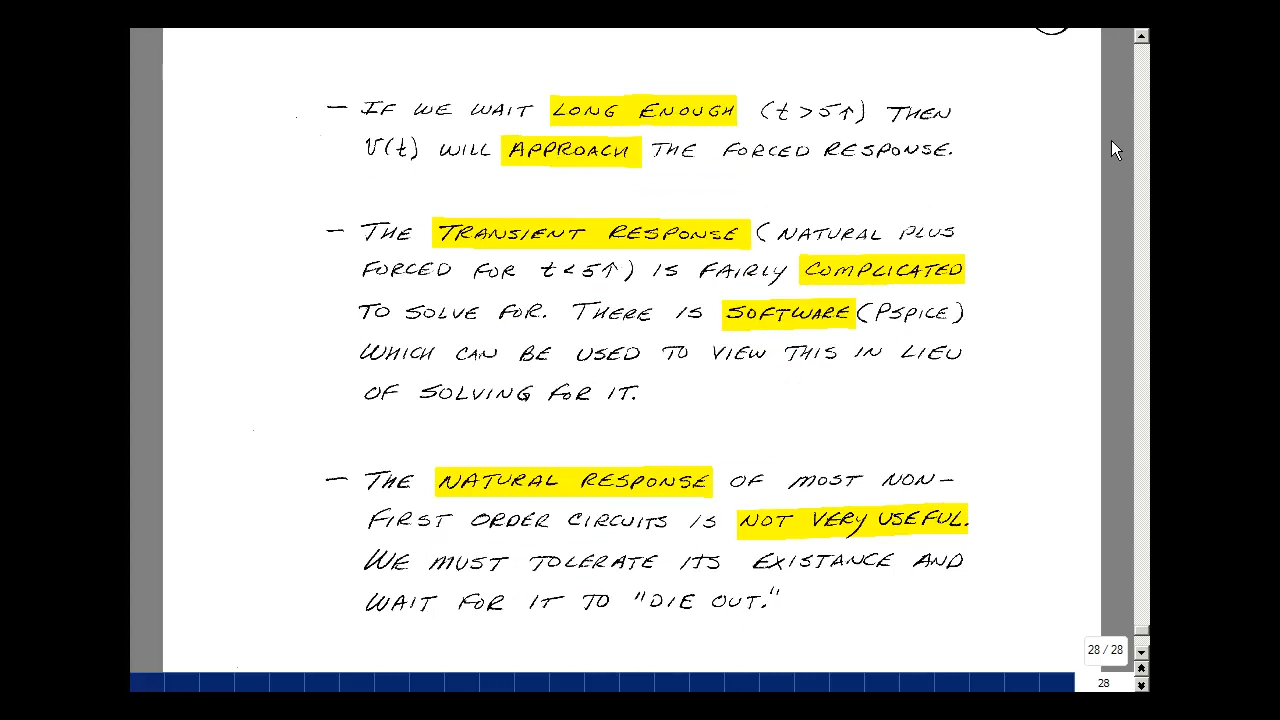 - IF WE WAIT LONG ENOUGH (t > 5↑) THEN
V(t) WILL APPROACH THE FORCED RESPONSE.
- THE TRANSIENT RESPONSE (NATURAL PLUS
FORCED FOR t < 5↑) IS FAIRLY COMPLICATED
TO SOLVE FOR. THERE IS SOFTWARE (PSPICE)
WHICH CAN BE USED TO VIEW THIS IN LIEU
OF SOLVING FOR IT.
- THE NATURAL RESPONSE OF MOST NON-
FIRST ORDER CIRCUITS IS NOT VERY USEFUL.
WE MUST TOLERATE ITS EXISTANCE AND
WAIT FOR IT TO "DIE OUT."
28 / 28
28